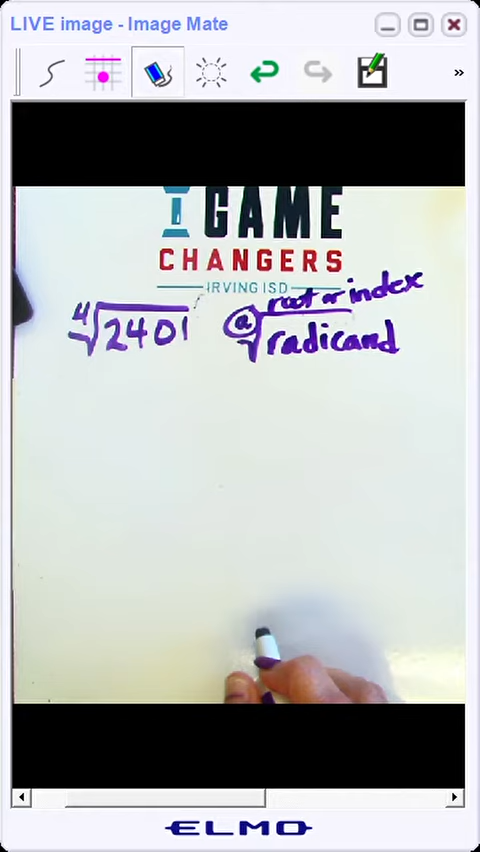 LIVE image - Image Mate
»
I GAME
CHANGERS
IRVING ISD
root or index
4√2401
a√radicand
ELMO